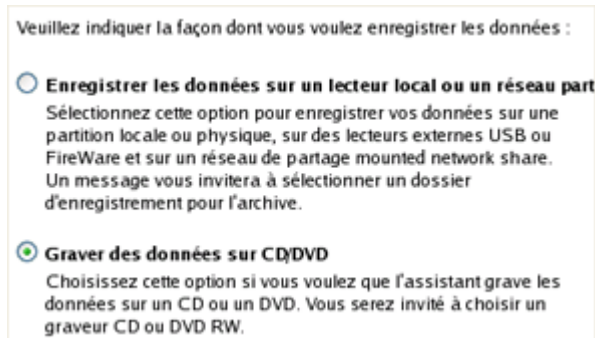 Veuillez indiquer la façon dont vous voulez enregistrer les données :
Enregistrer les données sur un lecteur local ou un réseau part
Sélectionnez cette option pour enregistrer vos données sur une
partition locale ou physique, sur des lecteurs externes USB ou
FireWare et sur un réseau de partage mounted network share.
Un message vous invitera à sélectionner un dossier
d'enregistrement pour l'archive.
Graver des données sur CD/DVD
Choisissez cette option si vous voulez que l'assistant grave les
données sur un CD ou un DVD. Vous serez invité à choisir un
graveur CD ou DVD RW.